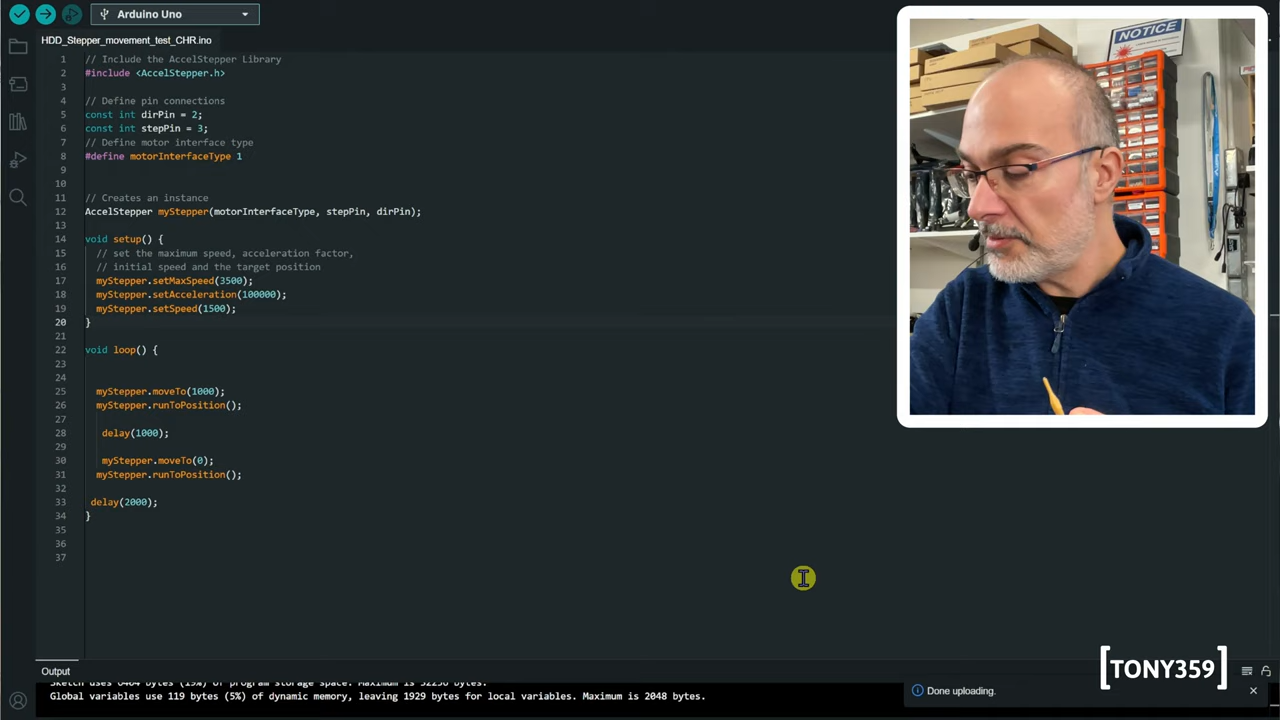 Arduino Uno
HDD_Stepper_movement_test_CHR.ino
1 // Include the AccelStepper Library
2 #include <AccelStepper.h>
3
4 // Define pin connections
5 const int dirPin = 2;
6 const int stepPin = 3;
7 // Define motor interface type
8 #define motorInterfaceType 1
9
10
11 // Creates an instance
12 AccelStepper myStepper(motorInterfaceType, stepPin, dirPin);
13
14 void setup() {
15 // set the maximum speed, acceleration factor,
16 // initial speed and the target position
17 myStepper.setMaxSpeed(3500);
18 myStepper.setAcceleration(100000);
19 myStepper.setSpeed(1500);
20 }
21
22 void loop() {
23
24
25 myStepper.moveTo(1000);
26 myStepper.runToPosition();
27
28 delay(1000);
29
30 myStepper.moveTo(0);
31 myStepper.runToPosition();
32
33 delay(2000);
34 }
35
36
37
NOTICE
[TONY359]
Output
Global variables use 119 bytes (5%) of dynamic memory, leaving 1929 bytes for local variables. Maximum is 2048 bytes.
Done uploading.